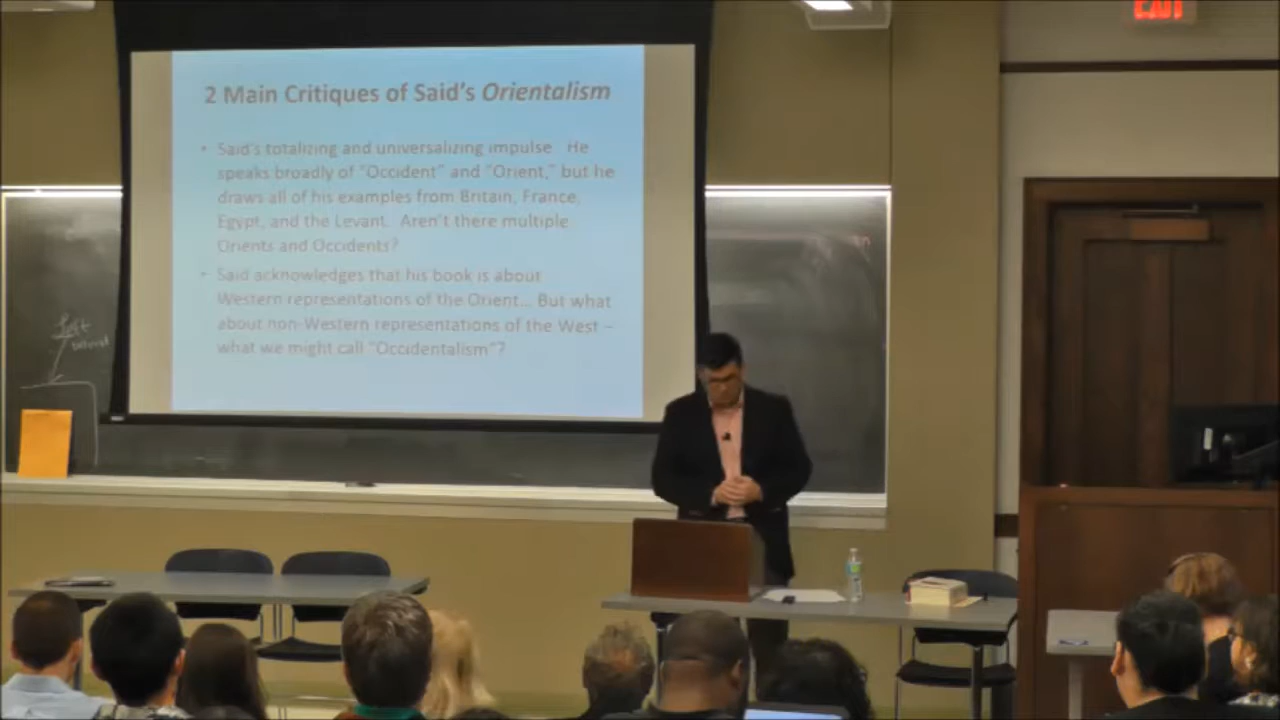 EXIT
2 Main Critiques of Said's Orientalism
• Said's totalizing and universalizing impulse  He
speaks broadly of "Occident" and "Orient," but he
draws all of his examples from Britain, France,
Egypt, and the Levant.  Aren't there multiple
Orients and Occidents?
• Said acknowledges that his book is about
Western representations of the Orient... But what
about non-Western representations of the West –
what we might call "Occidentalism"?